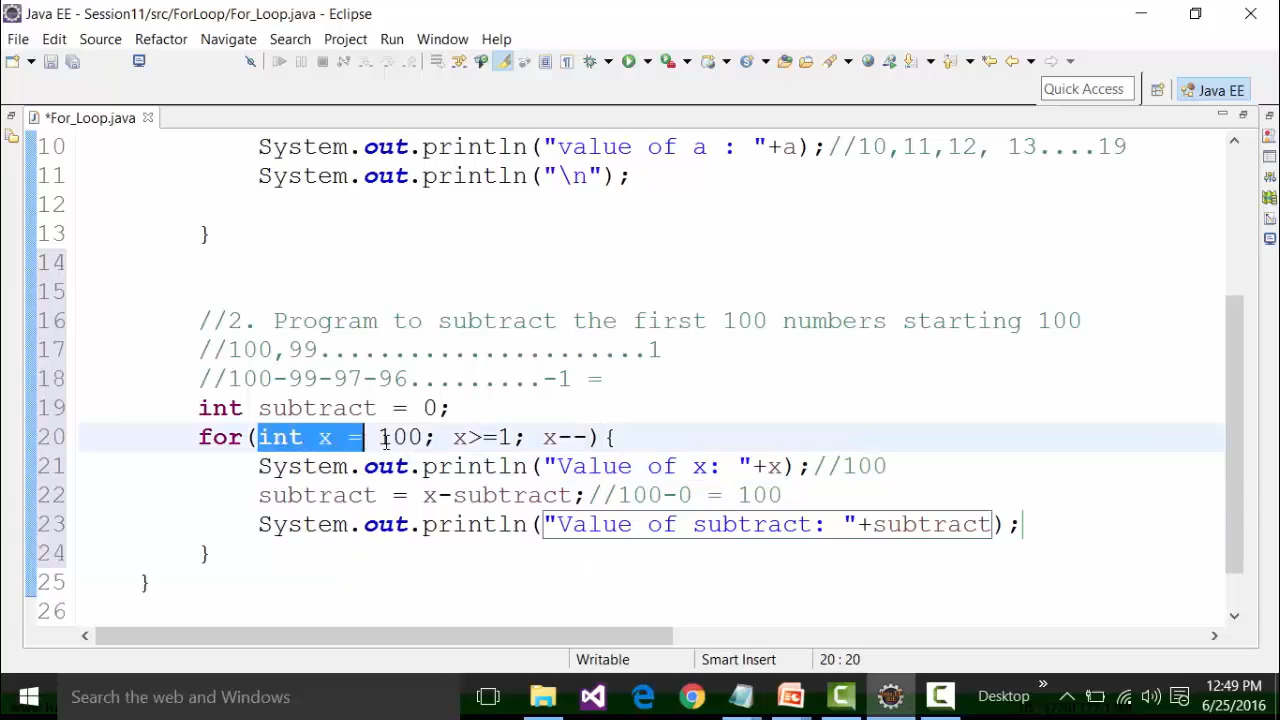 Java EE - Session11/src/ForLoop/For_Loop.java - Eclipse
File Edit Source Refactor Navigate Search Project Run Window Help
Quick Access
Java EE
*For_Loop.java
10 System.out.println("value of a : "+a);//10,11,12, 13....19
11 System.out.println("\n");
12
13 }
14
15
16 //2. Program to subtract the first 100 numbers starting 100
17 //100,99......................1
18 //100-99-97-96.........-1 =
19 int subtract = 0;
20 for(int x = 100; x>=1; x--){
21 System.out.println("Value of x: "+x);//100
22 subtract = x-subtract;//100-0 = 100
23 System.out.println("Value of subtract: "+subtract);
24 }
25 }
26
Writable Smart Insert 20 : 20
Search the web and Windows
Desktop
12:49 PM
6/25/2016